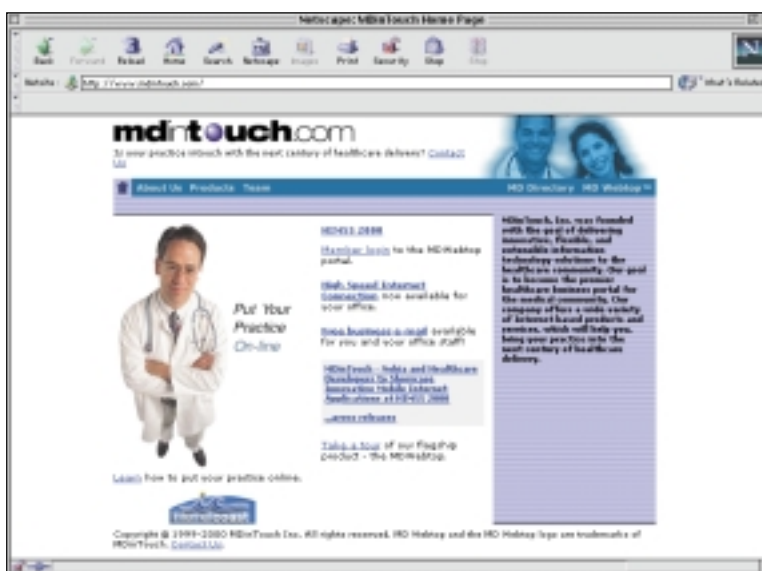 Netscape: MDinTouch Home Page
Back Forward Reload Home Search Netscape Images Print Security Shop Stop
http://www.mdintouch.com/ What's Related
mdintouch.com
Is your practice intouch with the next century of healthcare delivery? Contact
Us
About Us Products Team MD Directory MD Webtop™
Put Your
Practice
On-line
Learn how to put your practice online.
HIMSS 2000
Member login to the MDWebtop
portal.
High Speed Internet
Connection now available for
your office.
Free business e-mail available
for you and your office staff!
MDinTouch - Nokia and Healthcare
Developers to Showcase
Innovative Mobile Internet
Applications at HIMSS 2000
...press releases
Take a tour of our flagship
product - the MDWebtop.
MDinTouch, Inc. was founded
with the goal of delivering
innovative, flexible, and
extensible information
technology solutions to the
healthcare community. Our goal
is to become the premier
healthcare business portal for
the medical community. Our
company offers a wide variety
of internet based products and
services, which will help you,
bring your practice into the
next century of healthcare
delivery.
Copyright © 1999-2000 MDinTouch Inc. All rights reserved. MD Webtop and the MD Webtop logo are trademarks of
MDinTouch. Contact Us.